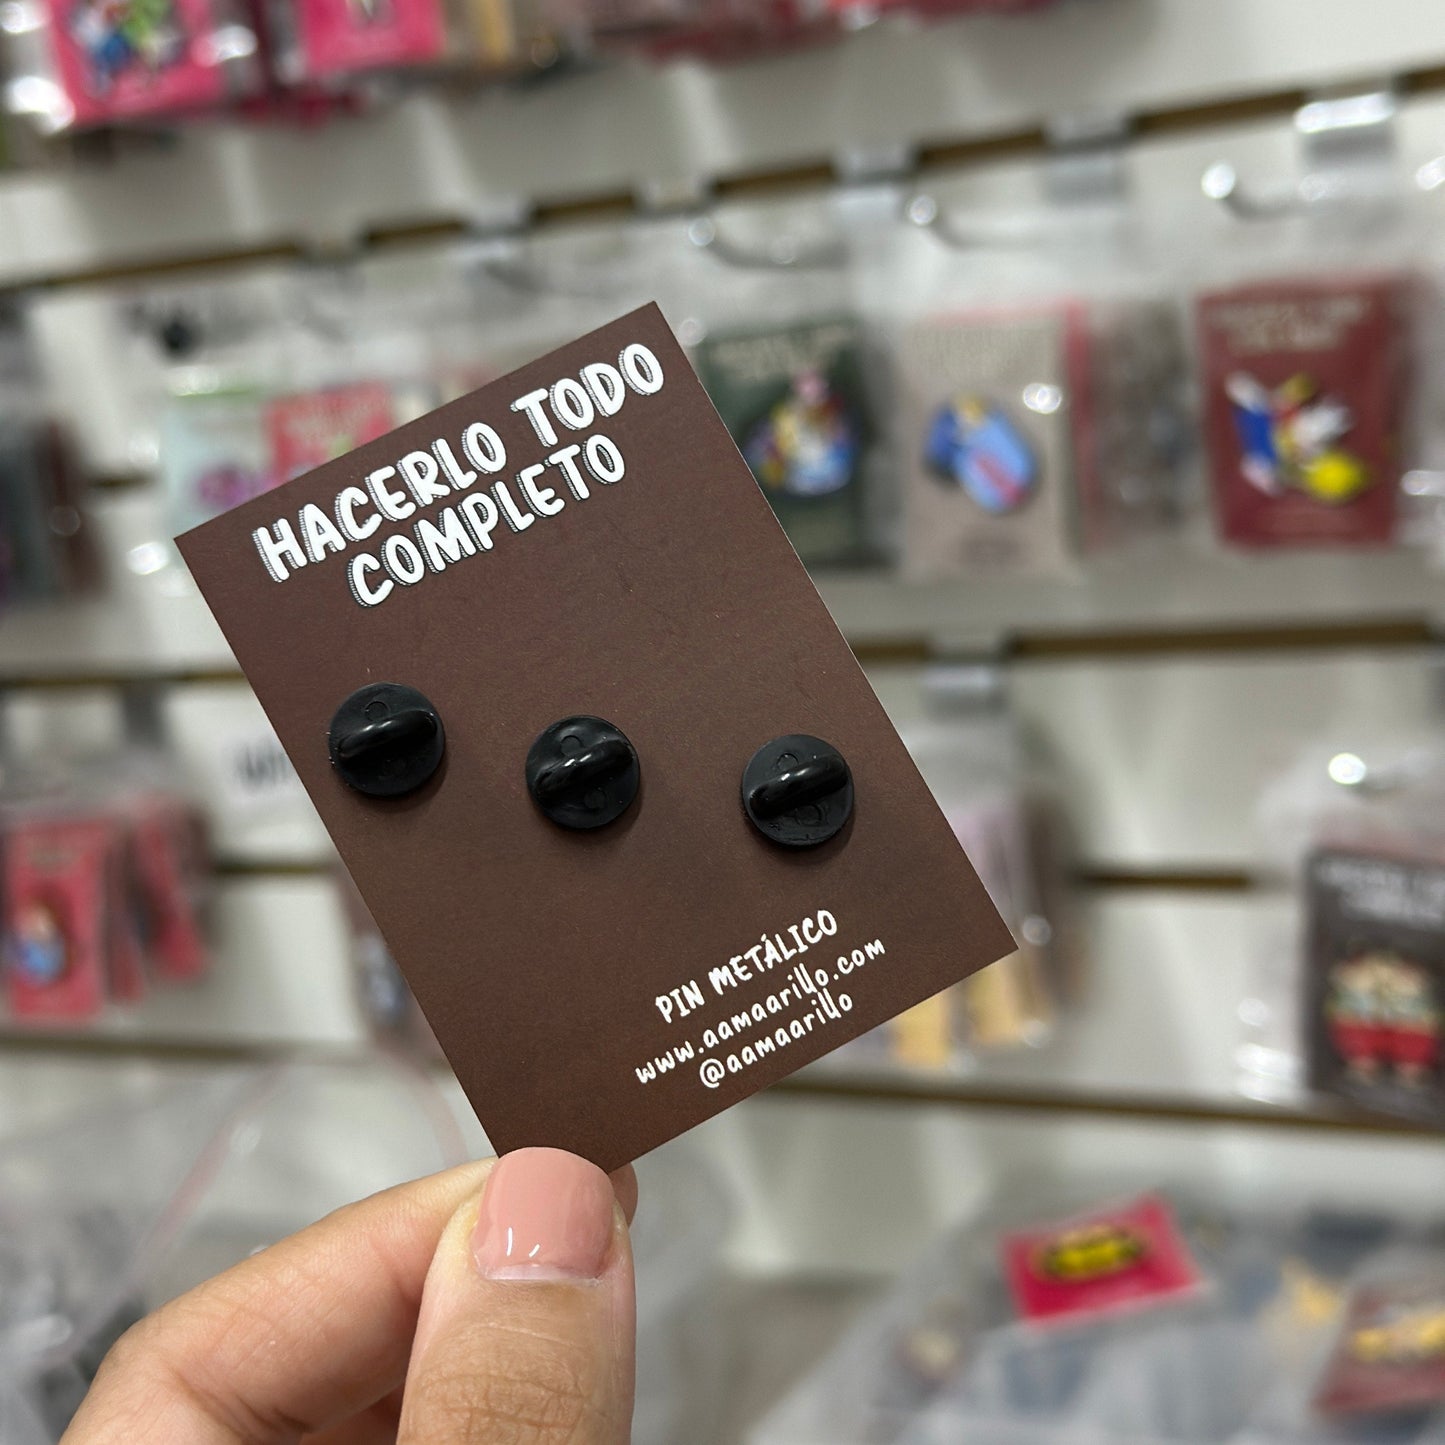 HACERLO TODO
COMPLETO
PIN METÁLICO
www.aamaarillo.com
@aamaarillo